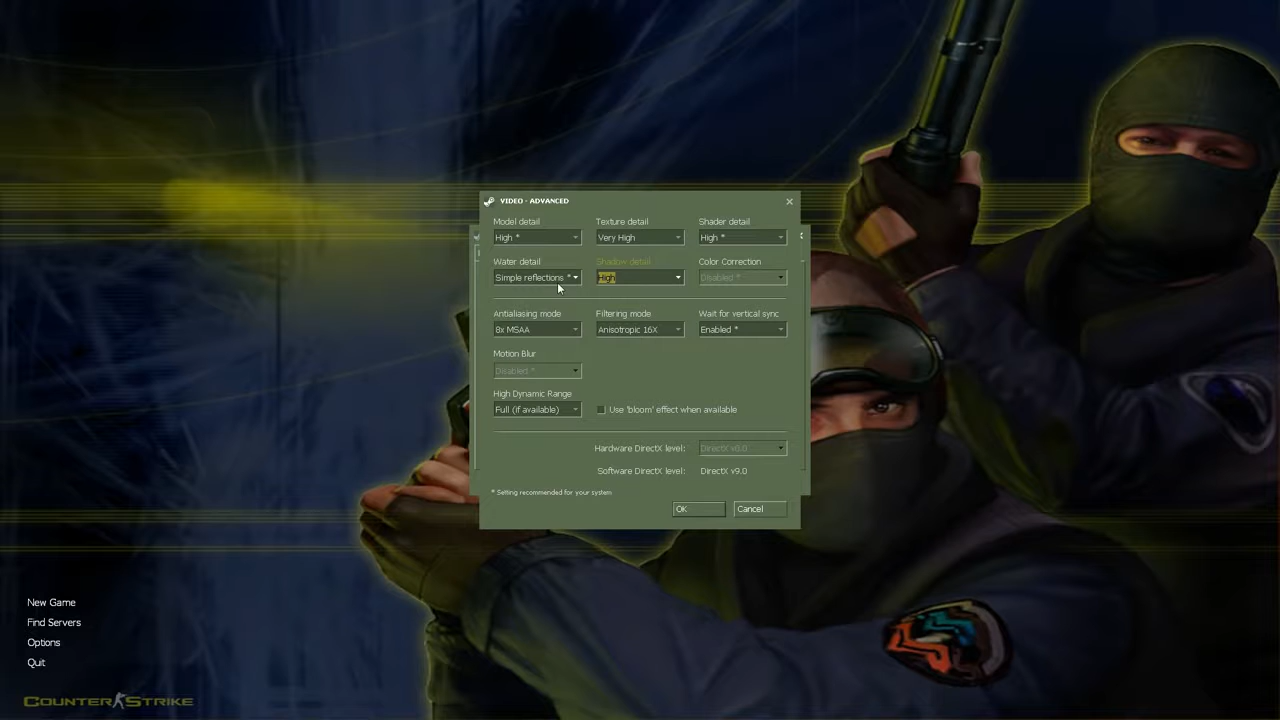 VIDEO - ADVANCED
Model detail Texture detail Shader detail
High * Very High High *
Water detail Shadow detail Color Correction
Simple reflections * High Disabled *
Antialiasing mode Filtering mode Wait for vertical sync
8x MSAA Anisotropic 16X Enabled *
Motion Blur
Disabled *
High Dynamic Range
Full (if available) Use 'bloom' effect when available
Hardware DirectX level:
Software DirectX level: DirectX v9.0
* Setting recommended for your system
OK Cancel
New Game
Find Servers
Options
Quit
COUNTER STRIKE